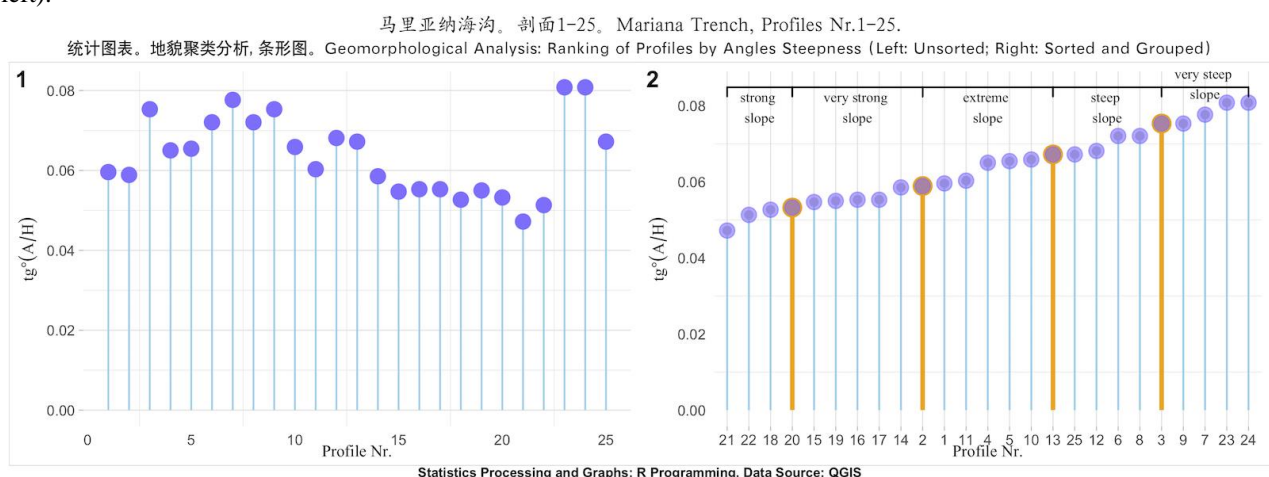 left).
马里亚纳海沟。剖面1-25。Mariana Trench, Profiles Nr.1-25.
统计图表。地貌聚类分析, 条形图。Geomorphological Analysis: Ranking of Profiles by Angles Steepness (Left: Unsorted; Right: Sorted and Grouped)
1
tg°(A/H)
0.08
0.06
0.04
0.02
0.00
0 5 10 15 20 25
Profile Nr.
2
tg°(A/H)
0.08
0.06
0.04
0.02
0.00
strong slope
very strong slope
extreme slope
steep slope
very steep slope
21 22 18 20 15 19 16 17 14 2 1 11 4 5 10 13 25 12 6 8 3 9 7 23 24
Profile Nr.
Statistics Processing and Graphs: R Programming. Data Source: QGIS